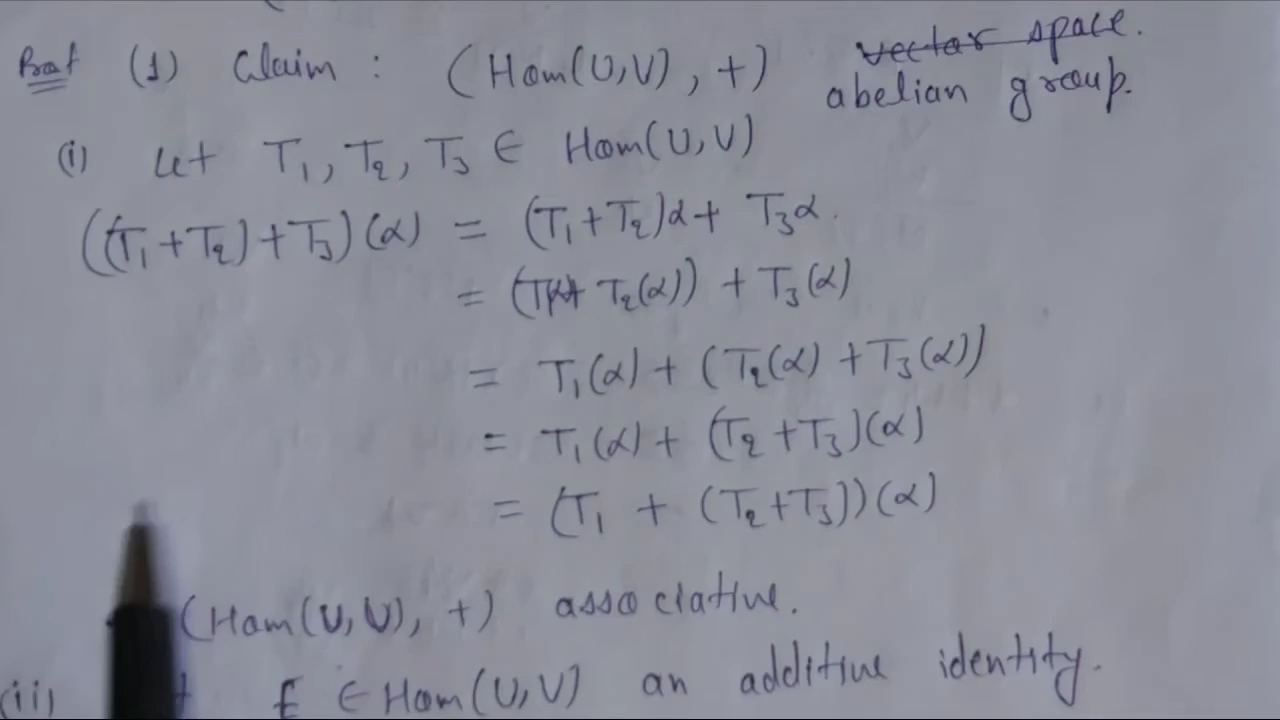 Proof (1) Claim : (Hom(U,V), +) vector space.
abelian group.
(i) Let T₁, T₂, T₃ ∈ Hom(U,V)
((T₁+T₂)+T₃)(α) = (T₁+T₂)α + T₃α.
= (T₁(α)+ T₂(α)) + T₃(α)
= T₁(α) + (T₂(α) + T₃(α))
= T₁(α) + (T₂+T₃)(α)
= (T₁ + (T₂+T₃))(α)
(Hom(U,V), +) associative.
(ii) ∈ Hom(U,V) an additive identity.